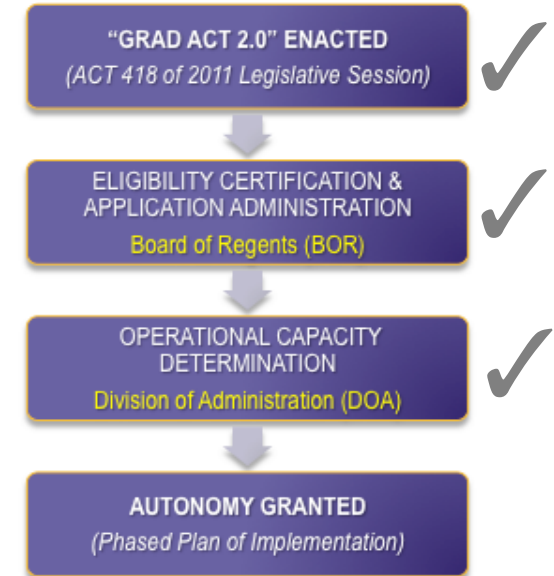 “GRAD ACT 2.0” ENACTED
(ACT 418 of 2011 Legislative Session)
ELIGIBILITY CERTIFICATION &
APPLICATION ADMINISTRATION
Board of Regents (BOR)
OPERATIONAL CAPACITY
DETERMINATION
Division of Administration (DOA)
AUTONOMY GRANTED
(Phased Plan of Implementation)